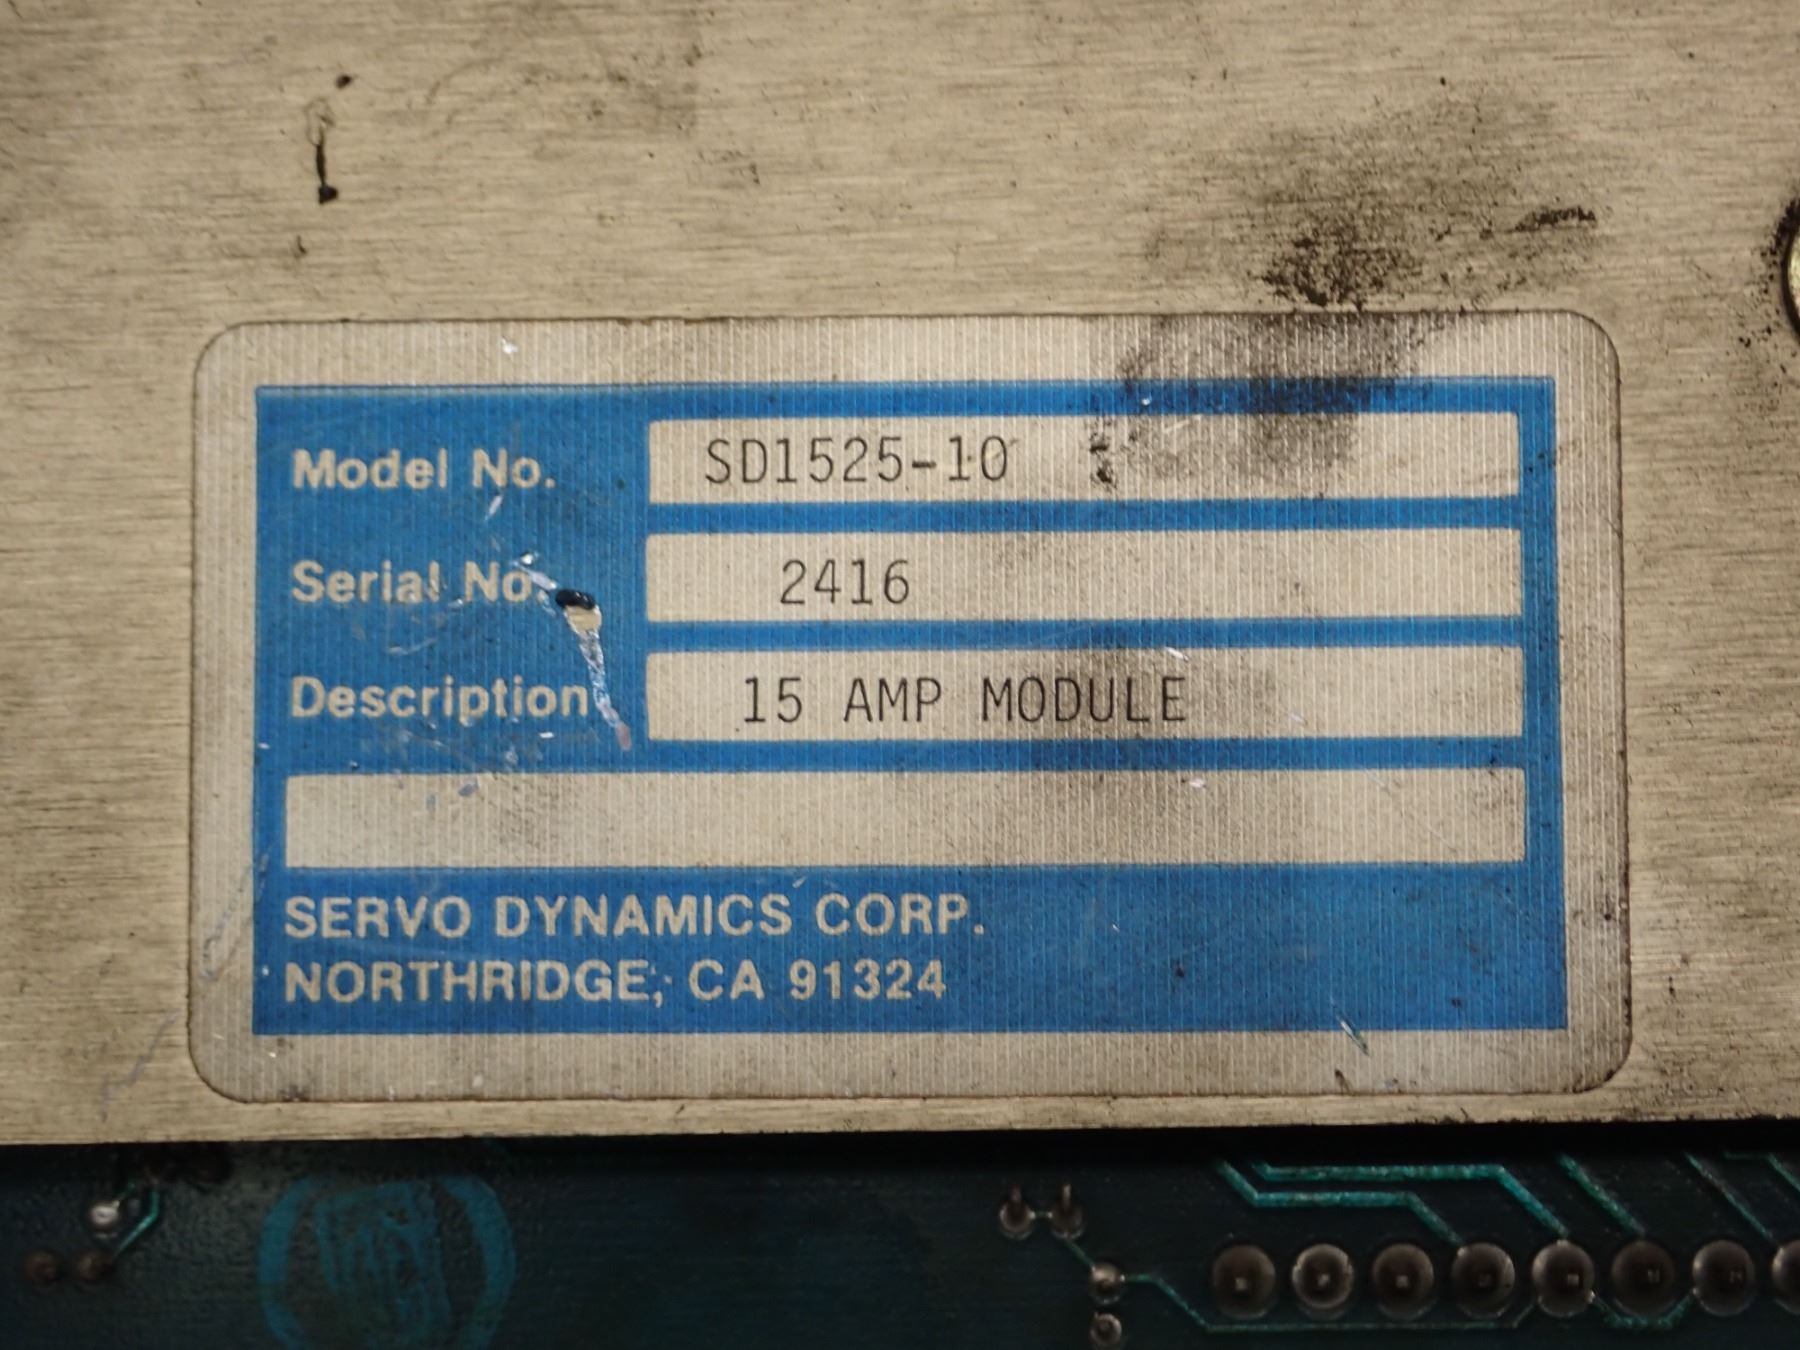 Model No. SD1525-10
Serial No. 2416
Description 15 AMP MODULE
SERVO DYNAMICS CORP.
NORTHRIDGE, CA 91324